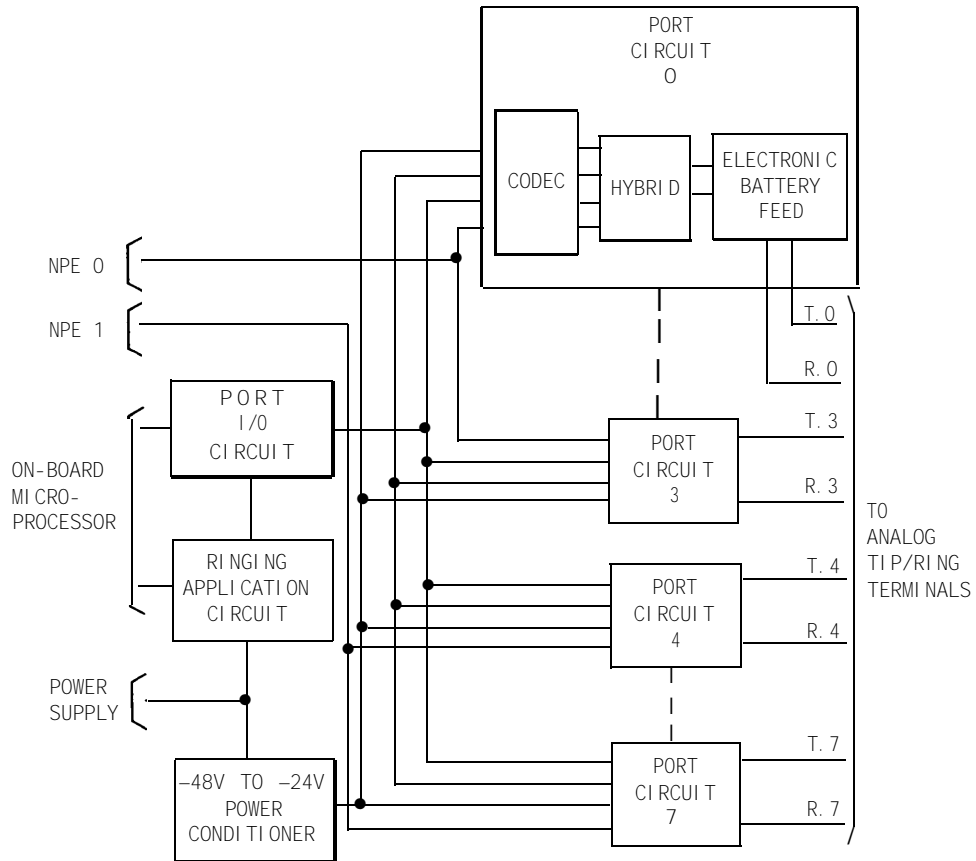 PORT
CIRCUIT
0
CODEC
HYBRID
ELECTRONIC
BATTERY
FEED
NPE 0
NPE 1
T.0
R.0
PORT
I/O
CIRCUIT
ON-BOARD
MICRO-
PROCESSOR
RINGING
APPLICATION
CIRCUIT
POWER
SUPPLY
–48V TO –24V
POWER
CONDITIONER
PORT
CIRCUIT
3
T.3
R.3
PORT
CIRCUIT
4
T.4
R.4
PORT
CIRCUIT
7
T.7
R.7
TO
ANALOG
TIP/RING
TERMINALS